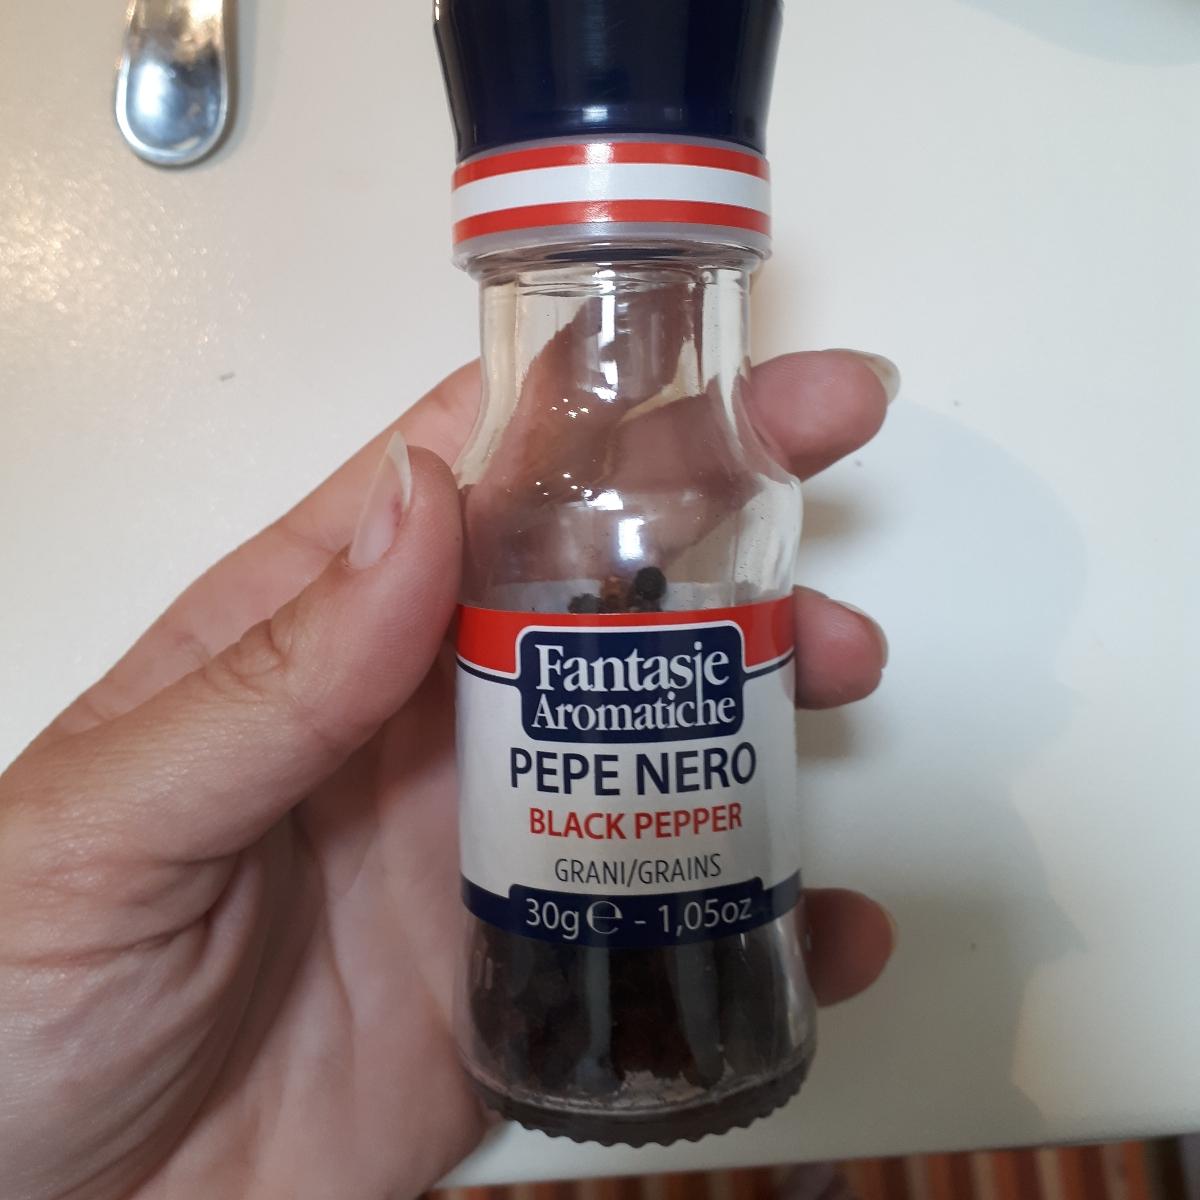 Fantasie
Aromatiche
PEPE NERO
BLACK PEPPER
GRANI/GRAINS
30g ℮ - 1,05oz